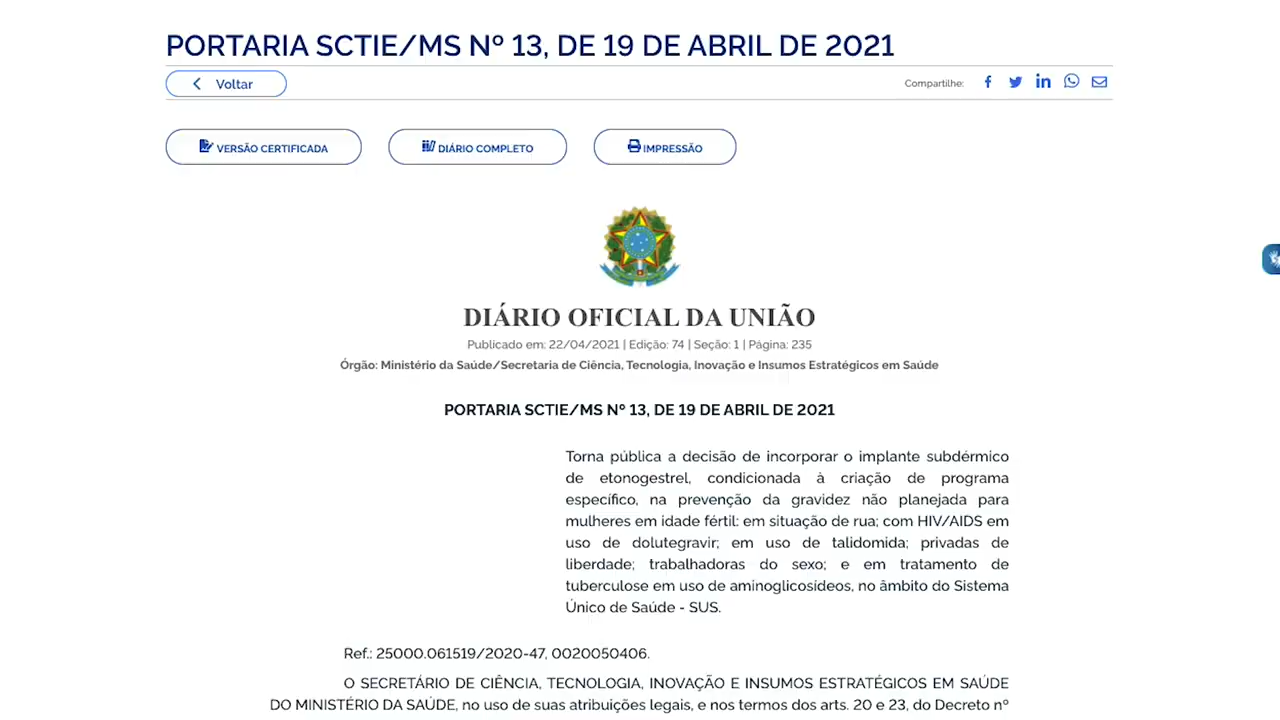 PORTARIA SCTIE/MS Nº 13, DE 19 DE ABRIL DE 2021
Voltar
Compartilhe:
VERSÃO CERTIFICADA
DIÁRIO COMPLETO
IMPRESSÃO
DIÁRIO OFICIAL DA UNIÃO
Publicado em: 22/04/2021 | Edição: 74 | Seção: 1 | Página: 235
Órgão: Ministério da Saúde/Secretaria de Ciência, Tecnologia, Inovação e Insumos Estratégicos em Saúde
PORTARIA SCTIE/MS Nº 13, DE 19 DE ABRIL DE 2021
Torna pública a decisão de incorporar o implante subdérmico
de etonogestrel, condicionada à criação de programa
específico, na prevenção da gravidez não planejada para
mulheres em idade fértil: em situação de rua; com HIV/AIDS em
uso de dolutegravir; em uso de talidomida; privadas de
liberdade; trabalhadoras do sexo; e em tratamento de
tuberculose em uso de aminoglicosídeos, no âmbito do Sistema
Único de Saúde - SUS.
Ref.: 25000.061519/2020-47, 0020050406.
O SECRETÁRIO DE CIÊNCIA, TECNOLOGIA, INOVAÇÃO E INSUMOS ESTRATÉGICOS EM SAÚDE
DO MINISTÉRIO DA SAÚDE, no uso de suas atribuições legais, e nos termos dos arts. 20 e 23, do Decreto nº